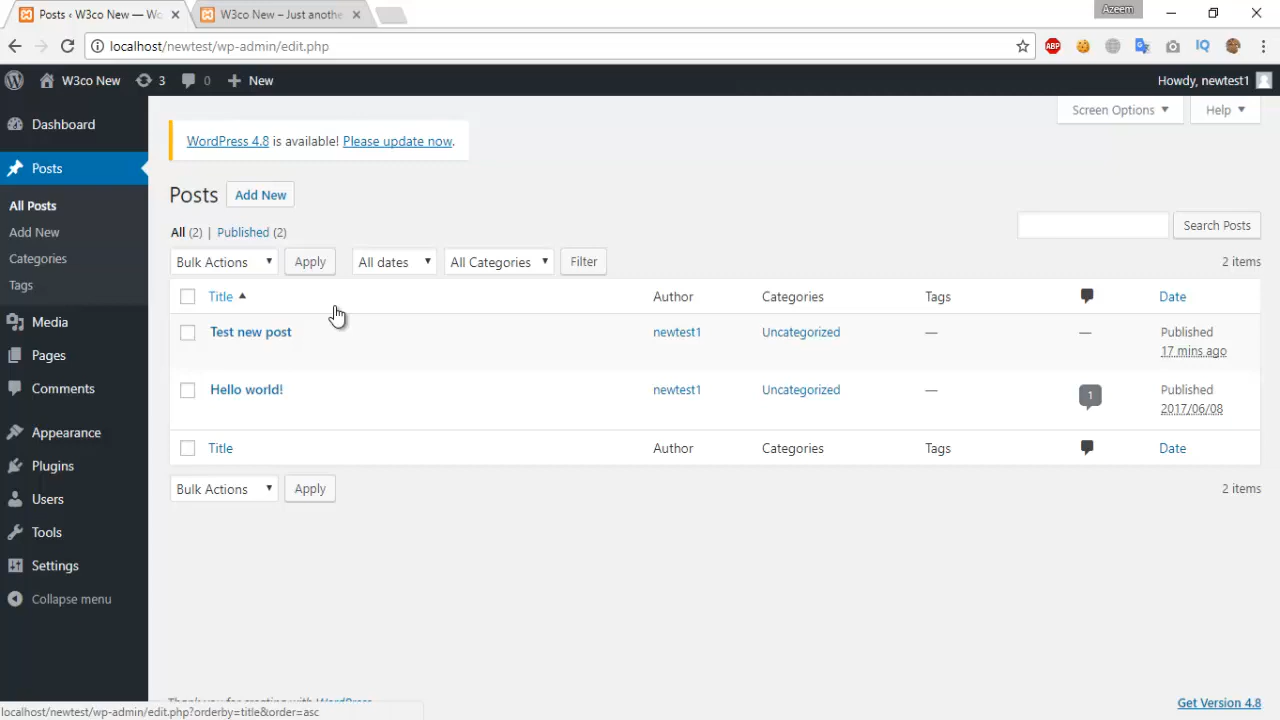 Posts ‹ W3co New — Wo
W3co New – Just anothe
Azeem
localhost/newtest/wp-admin/edit.php
ABP
IQ
W3co New
3
0
New
Howdy, newtest1
Screen Options
Help
Dashboard
Posts
All Posts
Add New
Categories
Tags
Media
Pages
Comments
Appearance
Plugins
Users
Tools
Settings
Collapse menu
WordPress 4.8 is available! Please update now.
Posts Add New
All (2) | Published (2)
Search Posts
Bulk Actions Apply All dates All Categories Filter 2 items
Title Author Categories Tags Date
Test new post newtest1 Uncategorized — — Published
17 mins ago
Hello world! newtest1 Uncategorized — 1 Published
2017/06/08
Title Author Categories Tags Date
Bulk Actions Apply 2 items
Thank you for creating with WordPress.
Get Version 4.8
localhost/newtest/wp-admin/edit.php?orderby=title&order=asc